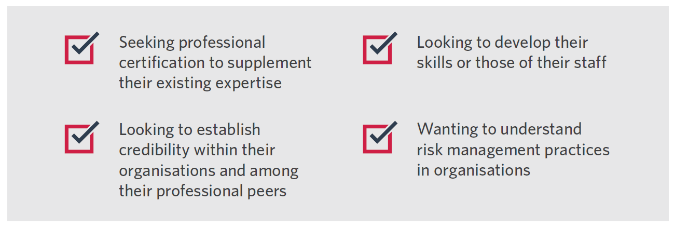 Seeking professional
certification to supplement
their existing expertise
Looking to develop their
skills or those of their staff
Looking to establish
credibility within their
organisations and among
their professional peers
Wanting to understand
risk management practices
in organisations